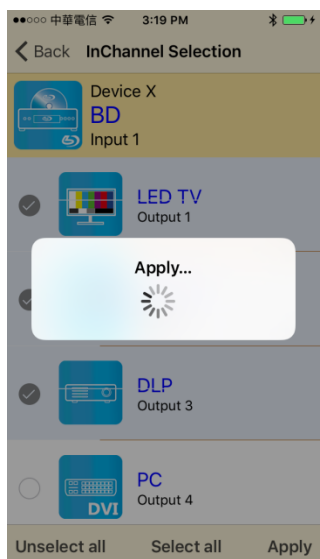 中華電信 3:19 PM
Back InChannel Selection
Device X
BD
Input 1
LED TV
Output 1
Apply...
DLP
Output 3
PC
Output 4
DVI
Unselect all Select all Apply